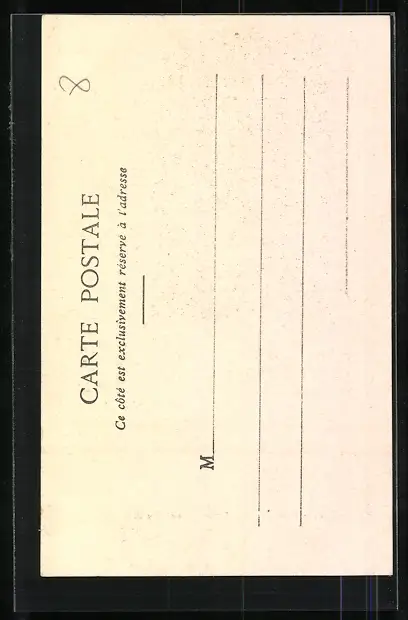 8
CARTE POSTALE
Ce côté est exclusivement réservé à l'adresse
M